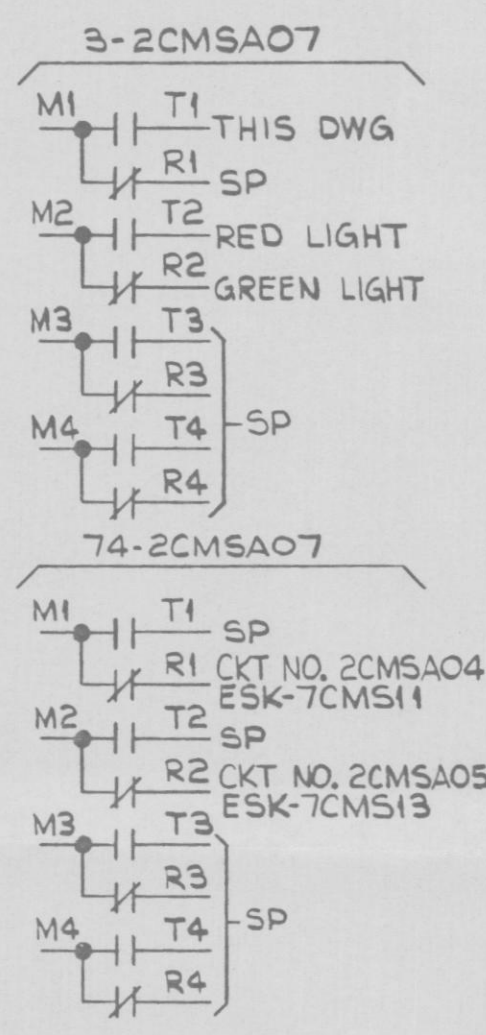 3-2CMSA07
M1 T1 THIS DWG
R1 SP
M2 T2 RED LIGHT
R2 GREEN LIGHT
M3 T3
R3
SP
M4 T4
R4
74-2CMSA07
M1 T1 SP
R1 CKT NO. 2CMSA04
ESK-7CMS11
M2 T2 SP
R2 CKT NO. 2CMSA05
ESK-7CMS13
M3 T3
R3
SP
M4 T4
R4